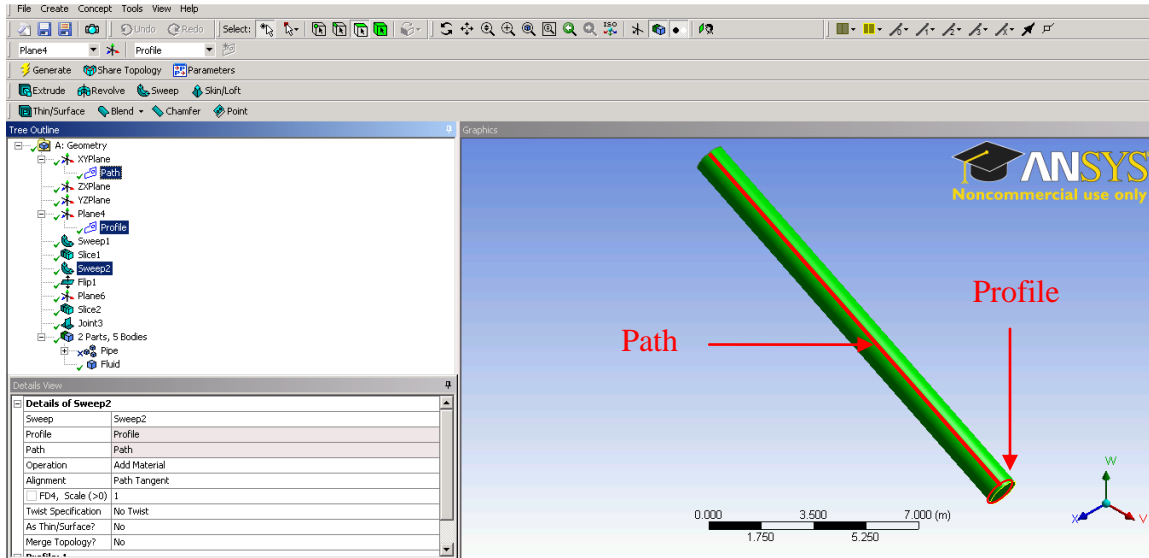 File Create Concept Tools View Help
Undo Redo Select: ISO
Plane4 Profile
Generate Share Topology Parameters
Extrude Revolve Sweep Skin/Loft
Thin/Surface Blend Chamfer Point
Tree Outline
A: Geometry
XYPlane
Path
ZXPlane
YZPlane
Plane4
Profile
Sweep1
Slice1
Sweep2
Flip1
Plane6
Slice2
Joint3
2 Parts, 5 Bodies
Pipe
Fluid
Details View
Details of Sweep2
Sweep Sweep2
Profile Profile
Path Path
Operation Add Material
Alignment Path Tangent
FD4, Scale (>0) 1
Twist Specification No Twist
As Thin/Surface? No
Merge Topology? No
Profile: 1
Graphics
ANSYS
Noncommercial use only
Profile
Path
W
X V
0.000 3.500 7.000 (m)
1.750 5.250